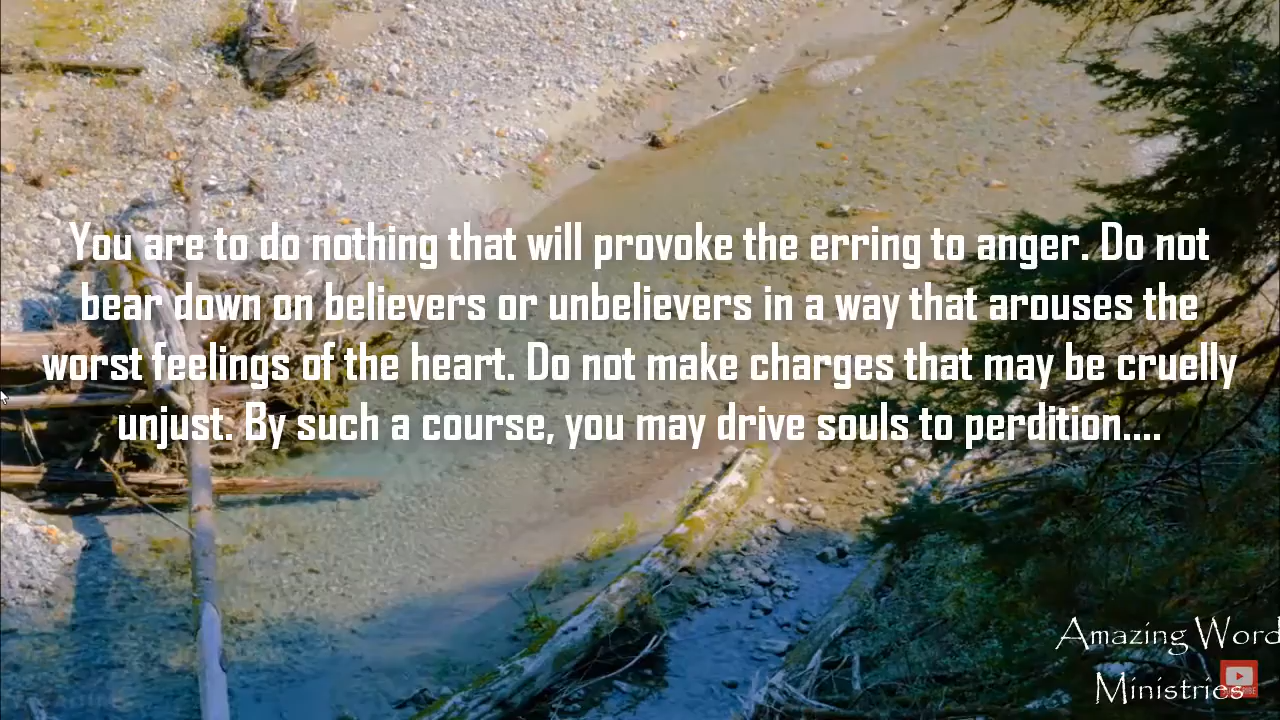 You are to do nothing that will provoke the erring to anger. Do not
bear down on believers or unbelievers in a way that arouses the
worst feelings of the heart. Do not make charges that may be cruelly
unjust. By such a course, you may drive souls to perdition....
Amazing Word
Ministries